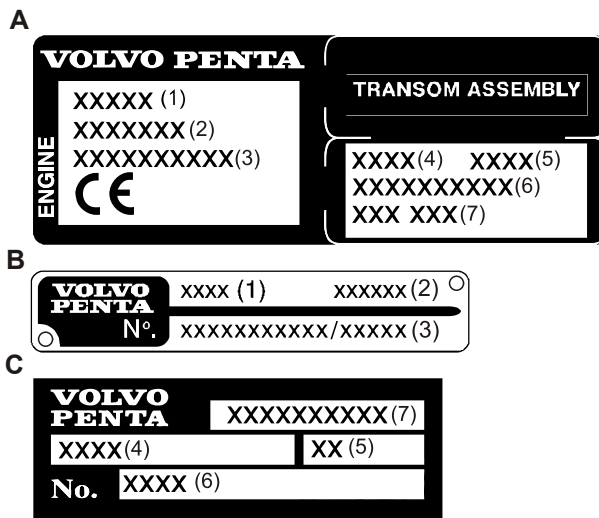 A
VOLVO PENTA
ENGINE
XXXXX (1)
XXXXXXX (2)
XXXXXXXXXX(3)
CE
TRANSOM ASSEMBLY
XXXX(4) XXXX(5)
XXXXXXXXXX(6)
XXX XXX(7)
B
VOLVO
PENTA
Nº.
xxxx (1) xxxxxx (2)
xxxxxxxxxxx/xxxxx (3)
C
VOLVO
PENTA
XXXXXXXXXX(7)
XXXX(4) XX (5)
No. XXXX (6)